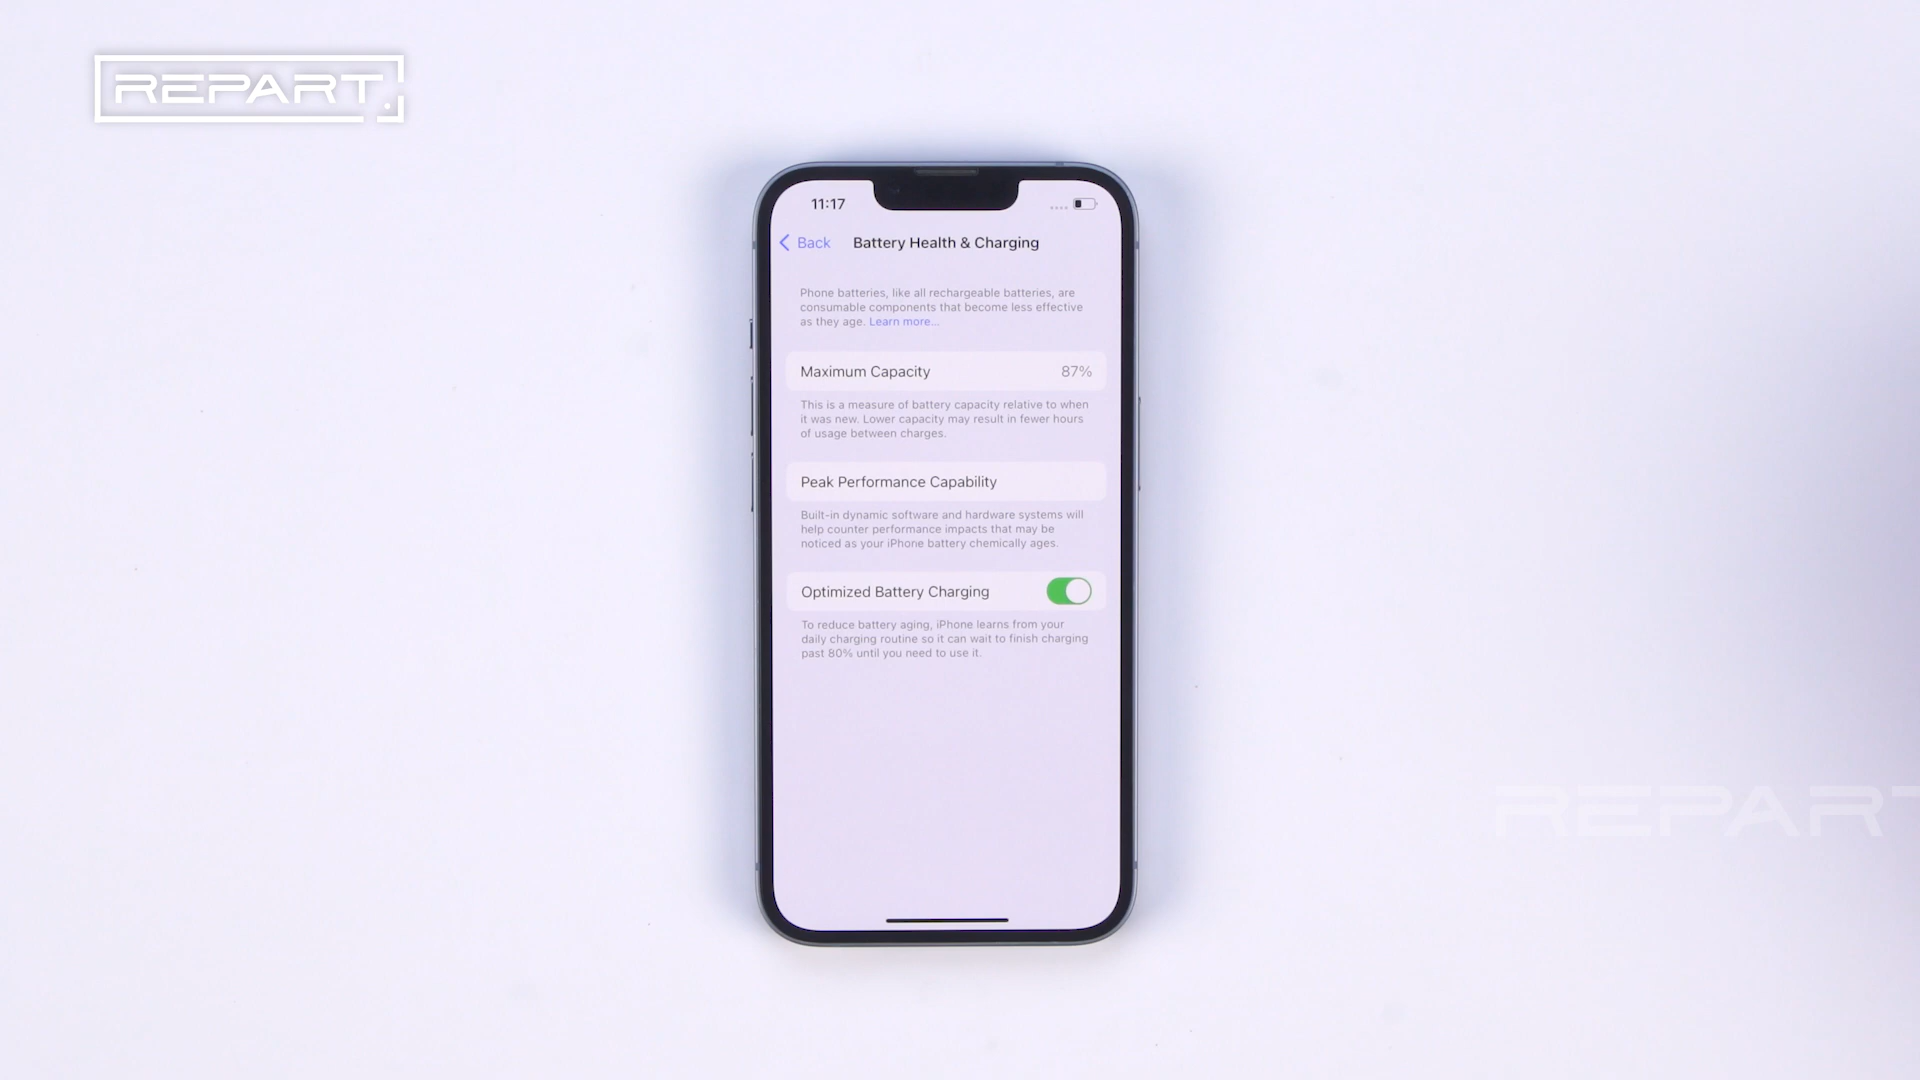 REPART.
11:17
Back
Battery Health & Charging
Phone batteries, like all rechargeable batteries, are
consumable components that become less effective
as they age. Learn more...
Maximum Capacity 87%
This is a measure of battery capacity relative to when
it was new. Lower capacity may result in fewer hours
of usage between charges.
Peak Performance Capability
Built-in dynamic software and hardware systems will
help counter performance impacts that may be
noticed as your iPhone battery chemically ages.
Optimized Battery Charging
To reduce battery aging, iPhone learns from your
daily charging routine so it can wait to finish charging
past 80% until you need to use it.
REPART